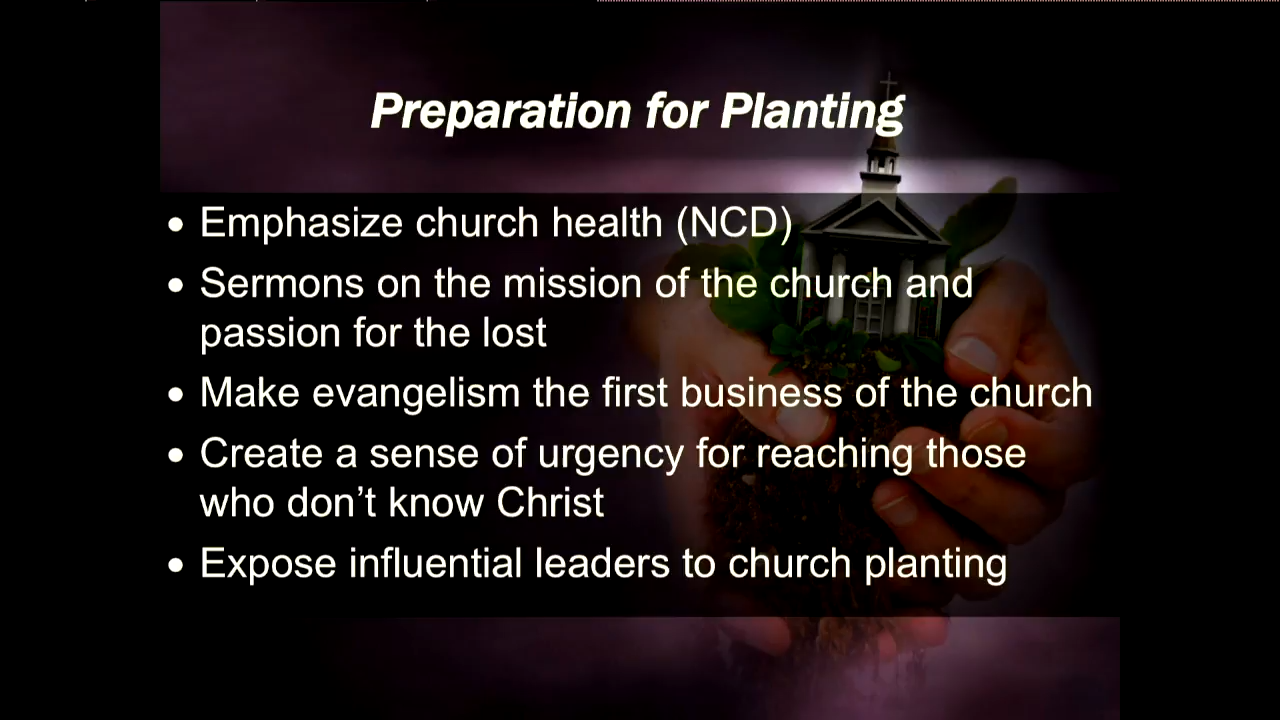 Preparation for Planting
• Emphasize church health (NCD)
• Sermons on the mission of the church and
passion for the lost
• Make evangelism the first business of the church
• Create a sense of urgency for reaching those
who don’t know Christ
• Expose influential leaders to church planting